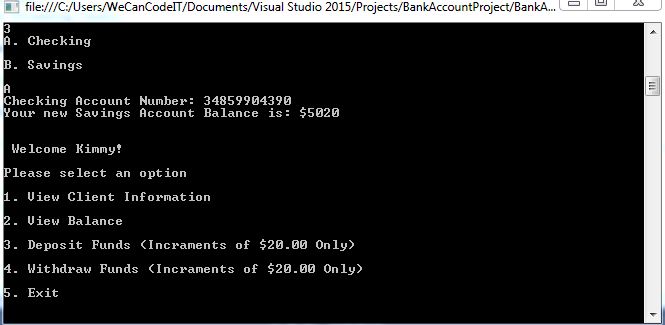 file:///C:/Users/WeCanCodeIT/Documents/Visual Studio 2015/Projects/BankAccountProject/BankA...
3
A. Checking
B. Savings
A
Checking Account Number: 34859904390
Your new Savings Account Balance is: $5020
Welcome Kimmy!
Please select an option
1. View Client Information
2. View Balance
3. Deposit Funds (Incraments of $20.00 Only)
4. Withdraw Funds (Incraments of $20.00 Only)
5. Exit